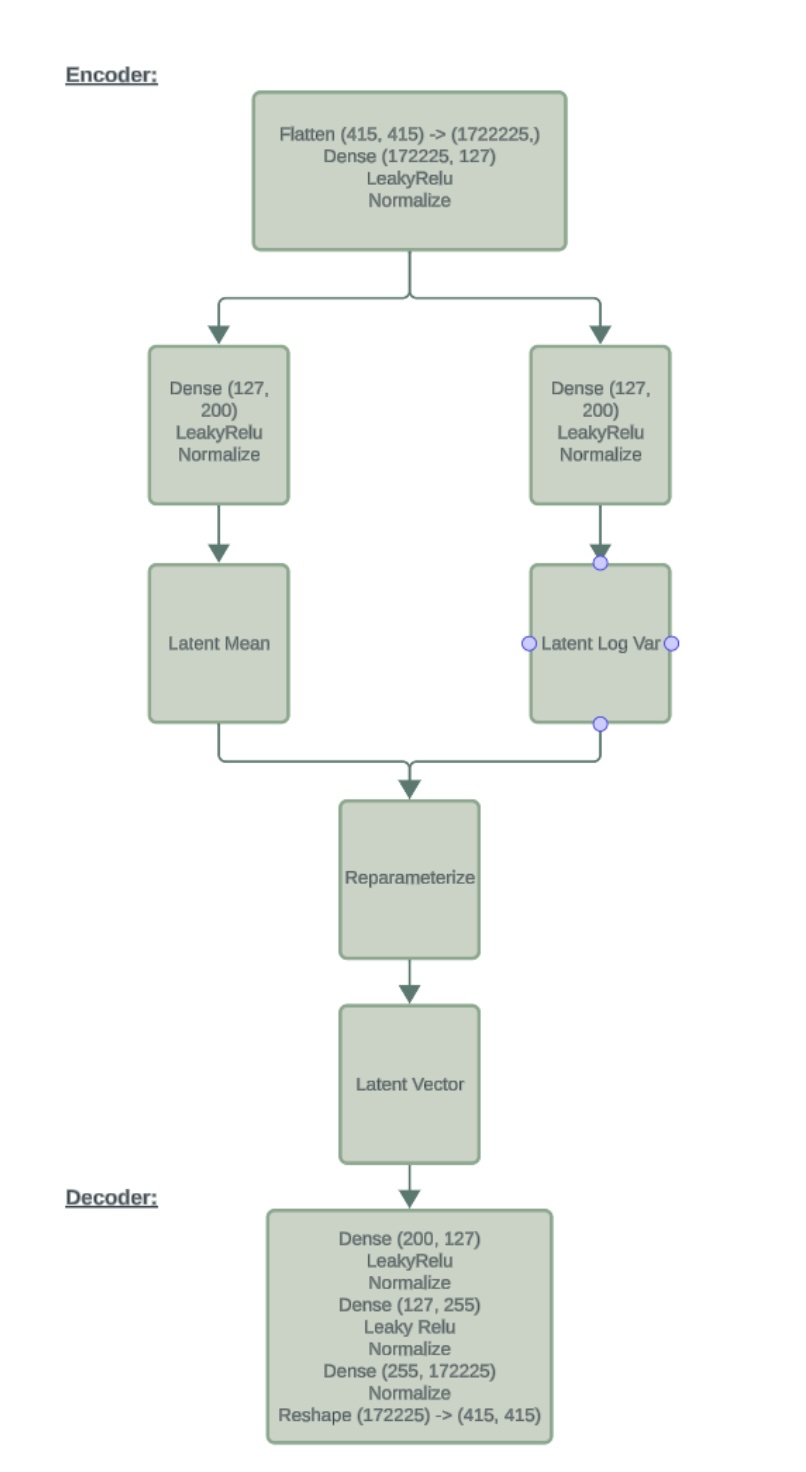 Encoder:
Flatten (415, 415) -> (1722225,)
Dense (172225, 127)
LeakyRelu
Normalize
Dense (127,
200)
LeakyRelu
Normalize
Dense (127,
200)
LeakyRelu
Normalize
Latent Mean
Latent Log Var
Reparameterize
Latent Vector
Decoder:
Dense (200, 127)
LeakyRelu
Normalize
Dense (127, 255)
Leaky Relu
Normalize
Dense (255, 172225)
Normalize
Reshape (172225) -> (415, 415)